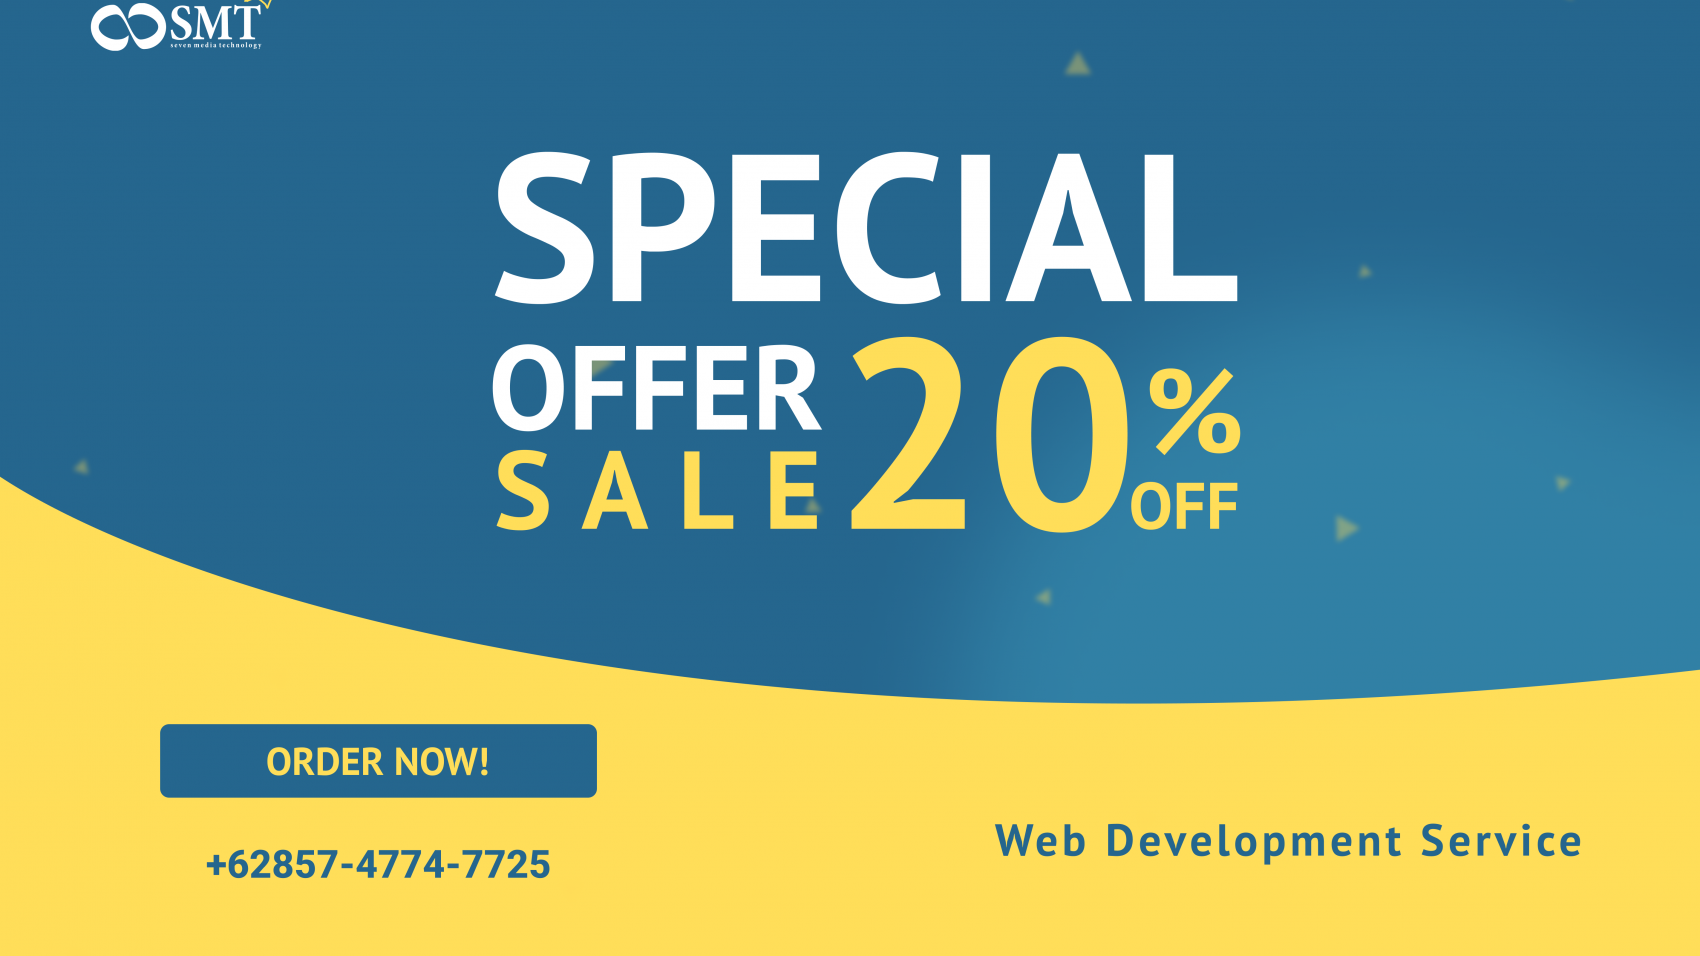 SMT
seven media technology
SPECIAL
OFFER
SALE
20%
OFF
ORDER NOW!
+62857-4774-7725
Web Development Service